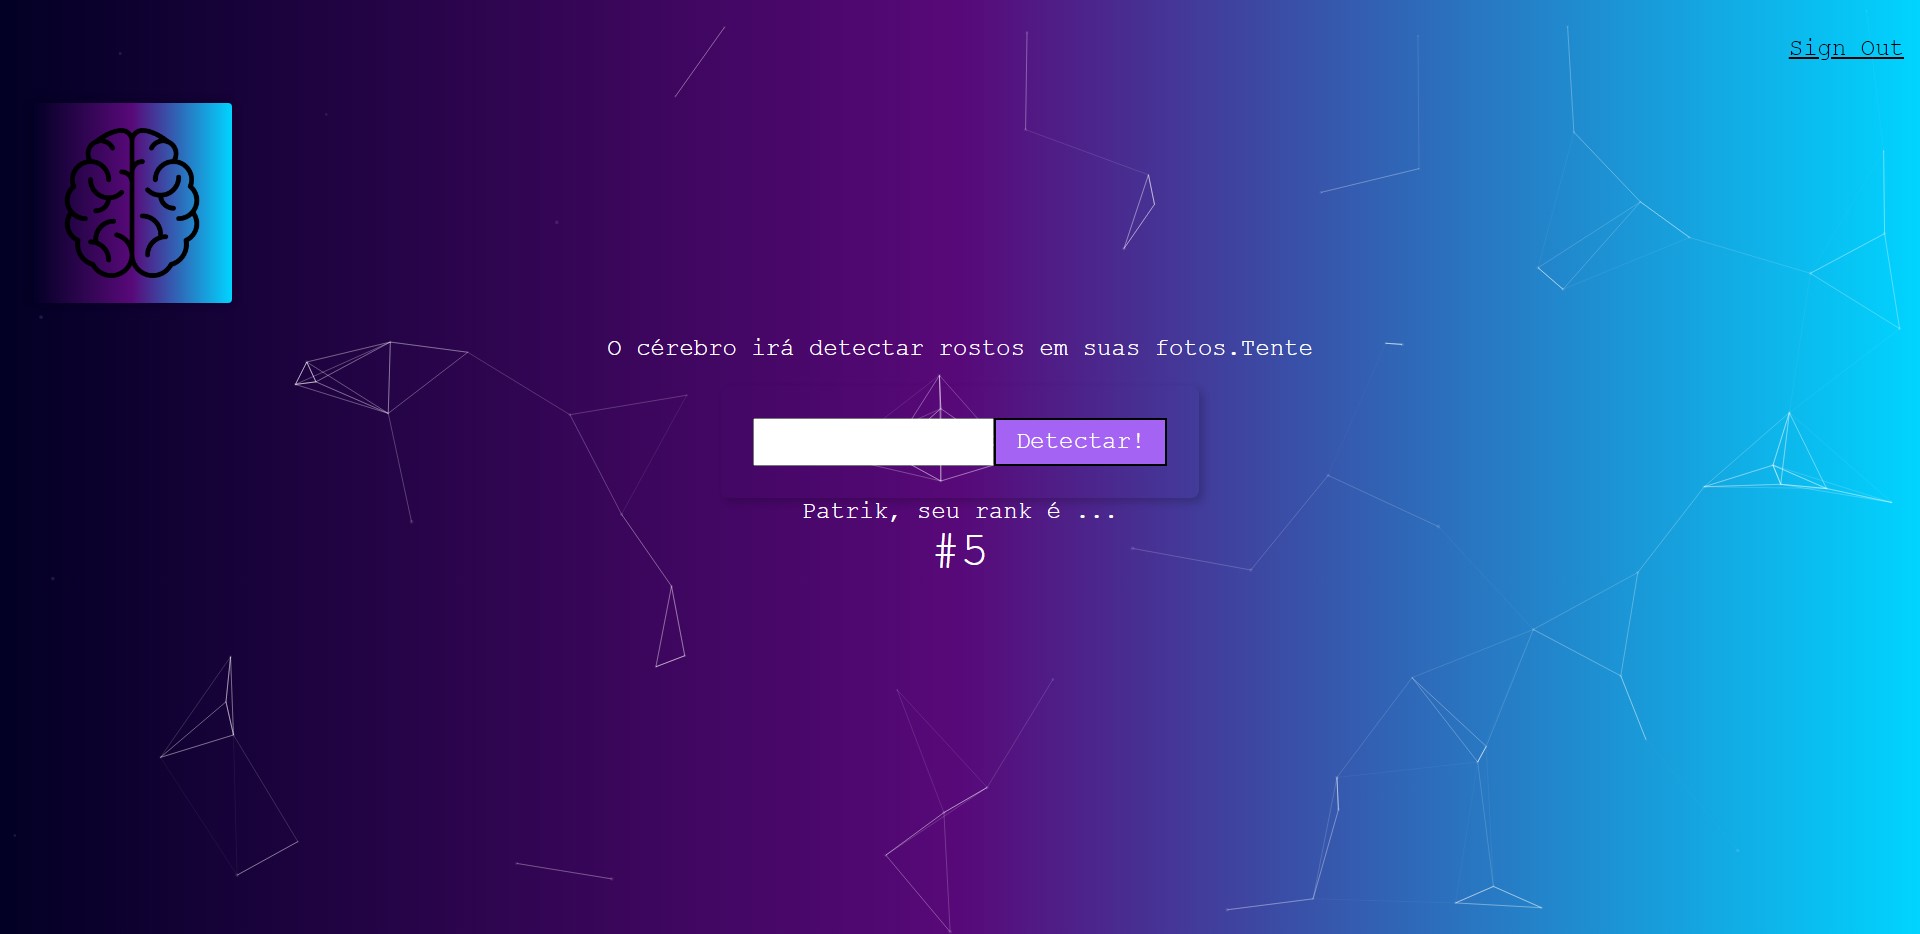 Sign Out
O cérebro irá detectar rostos em suas fotos.Tente
Detectar!
Patrik, seu rank é ...
#5